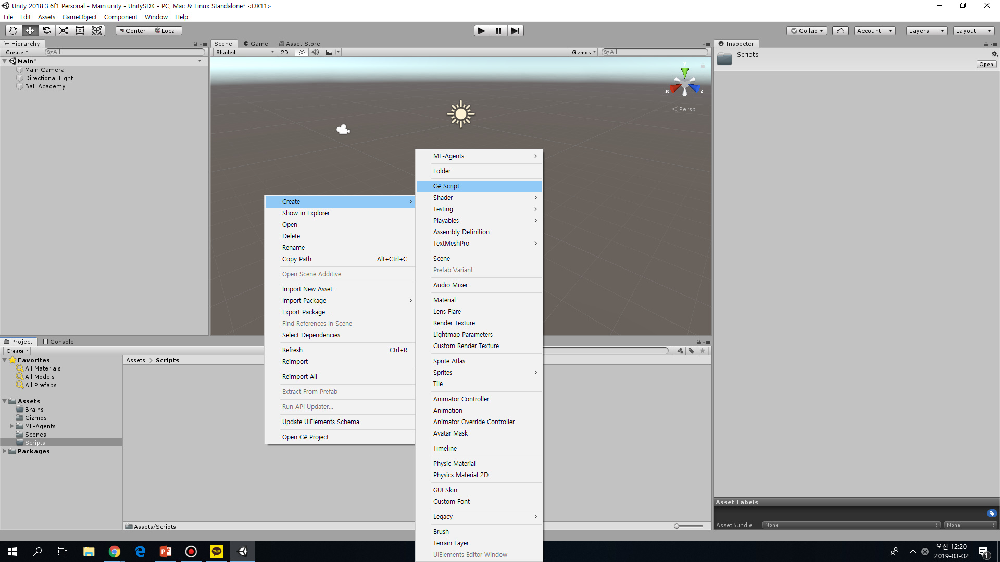 Unity 2018.3.6f1 Personal - Main.unity - UnitySDK - PC, Mac & Linux Standalone* <DX11>
File Edit Assets GameObject Component Window Help
Center Local
Collab Account Layers Layout
Hierarchy
Create All
Main*
Main Camera
Directional Light
Ball Academy
Scene Game Asset Store
Shaded 2D Gizmos All
y
x z
Persp
Inspector
Scripts
Open
Create
Show in Explorer
Open
Delete
Rename
Copy Path Alt+Ctrl+C
Open Scene Additive
Import New Asset...
Import Package
Export Package...
Find References In Scene
Select Dependencies
Refresh Ctrl+R
Reimport
Reimport All
Extract From Prefab
Run API Updater...
Update UIElements Schema
Open C# Project
ML-Agents
Folder
C# Script
Shader
Testing
Playables
Assembly Definition
TextMeshPro
Scene
Prefab Variant
Audio Mixer
Material
Lens Flare
Render Texture
Lightmap Parameters
Custom Render Texture
Sprite Atlas
Sprites
Tile
Animator Controller
Animation
Animator Override Controller
Avatar Mask
Timeline
Physic Material
Physics Material 2D
GUI Skin
Custom Font
Legacy
Brush
Terrain Layer
UIElements Editor Window
Project Console
Create
Favorites
All Materials
All Models
All Prefabs
Assets
Brains
Gizmos
ML-Agents
Scenes
Scripts
Packages
Assets > Scripts
Assets/Scripts
Asset Labels
AssetBundle None None
TALK
오전 12:20
2019-03-02
1